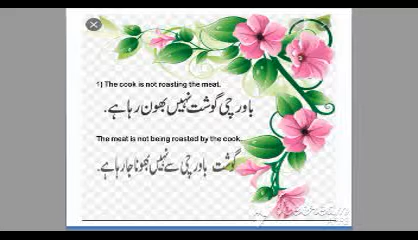 1) The cook is not roasting the meat.
باورچی گوشت نہیں بھون رہا ہے۔
The meat is not being roasted by the cook.
گوشت باورچی سے نہیں بھونا جا رہا ہے۔